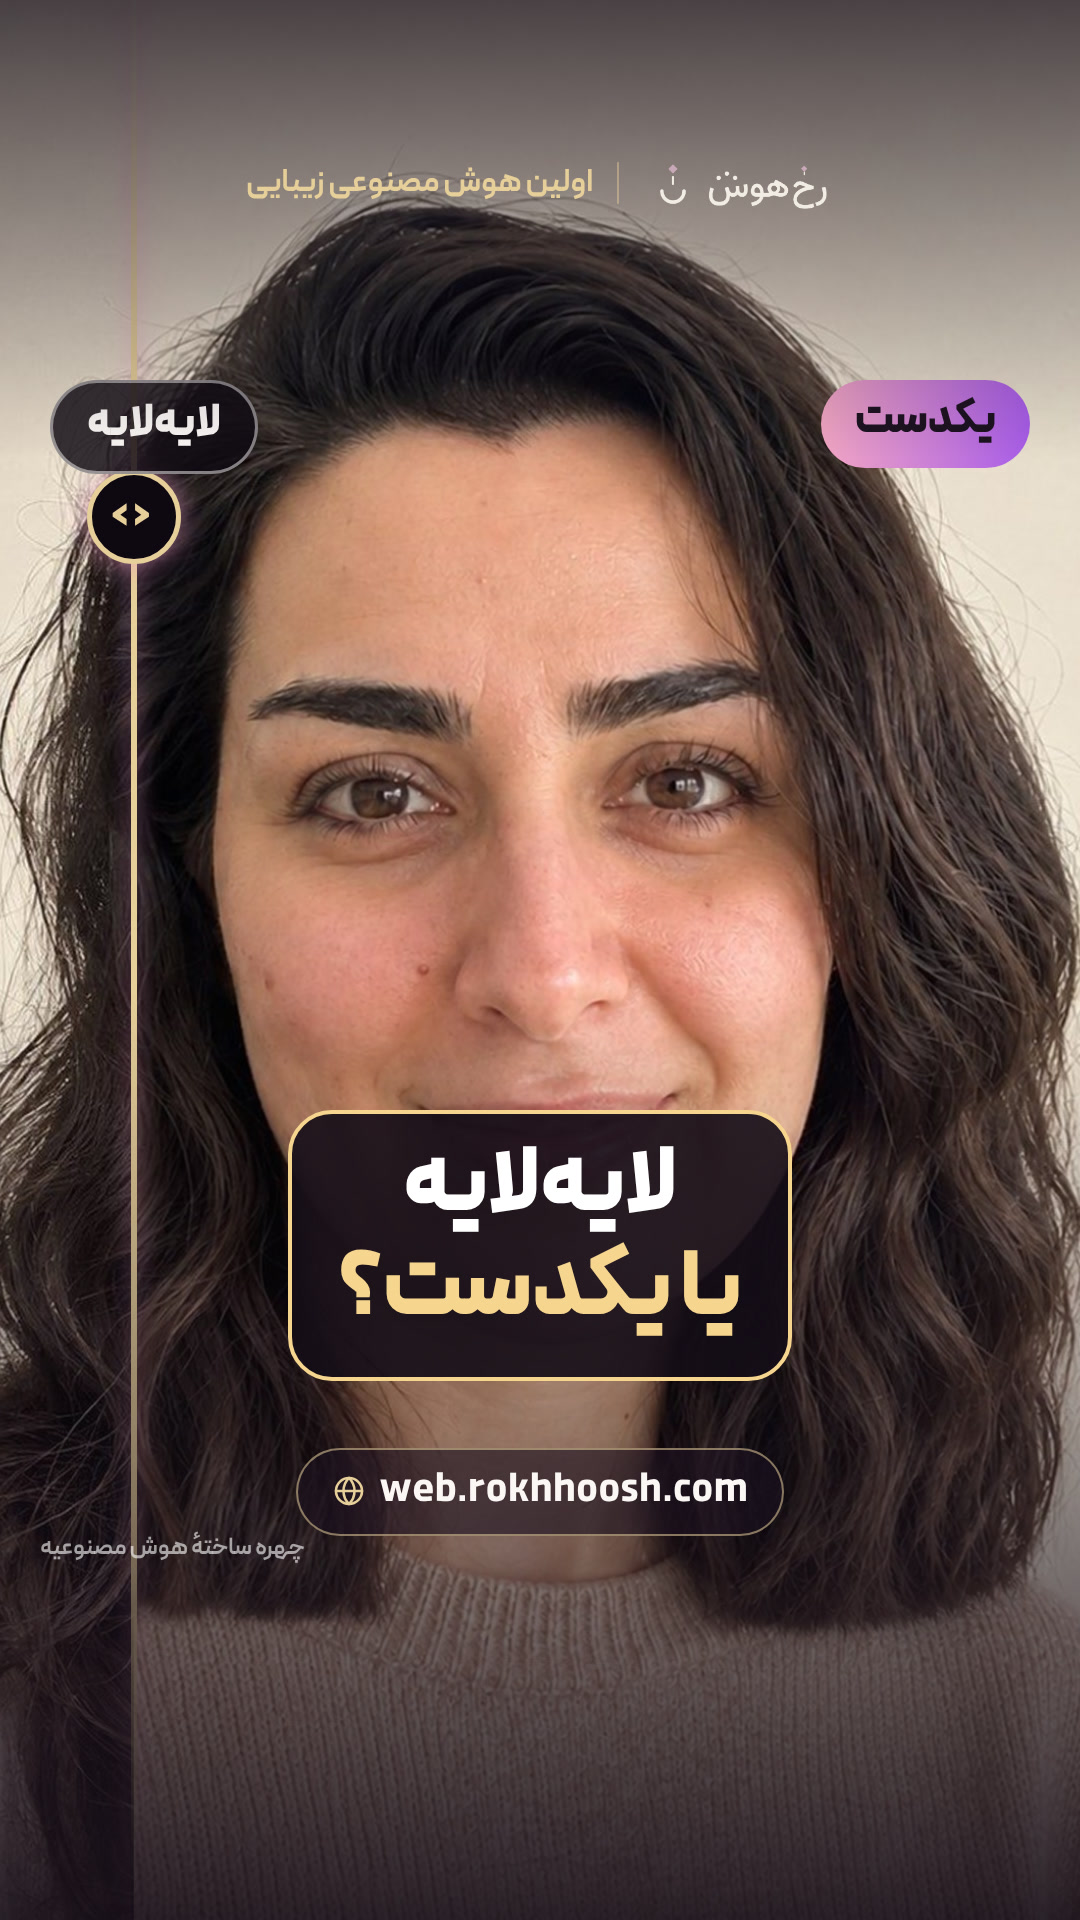 رخ‌هوش | اولین هوش مصنوعی زیبایی
یکدست
لایه‌لایه
لایه‌لایه
یا یکدست؟
web.rokhhoosh.com
چهره ساختهٔ هوش مصنوعیه